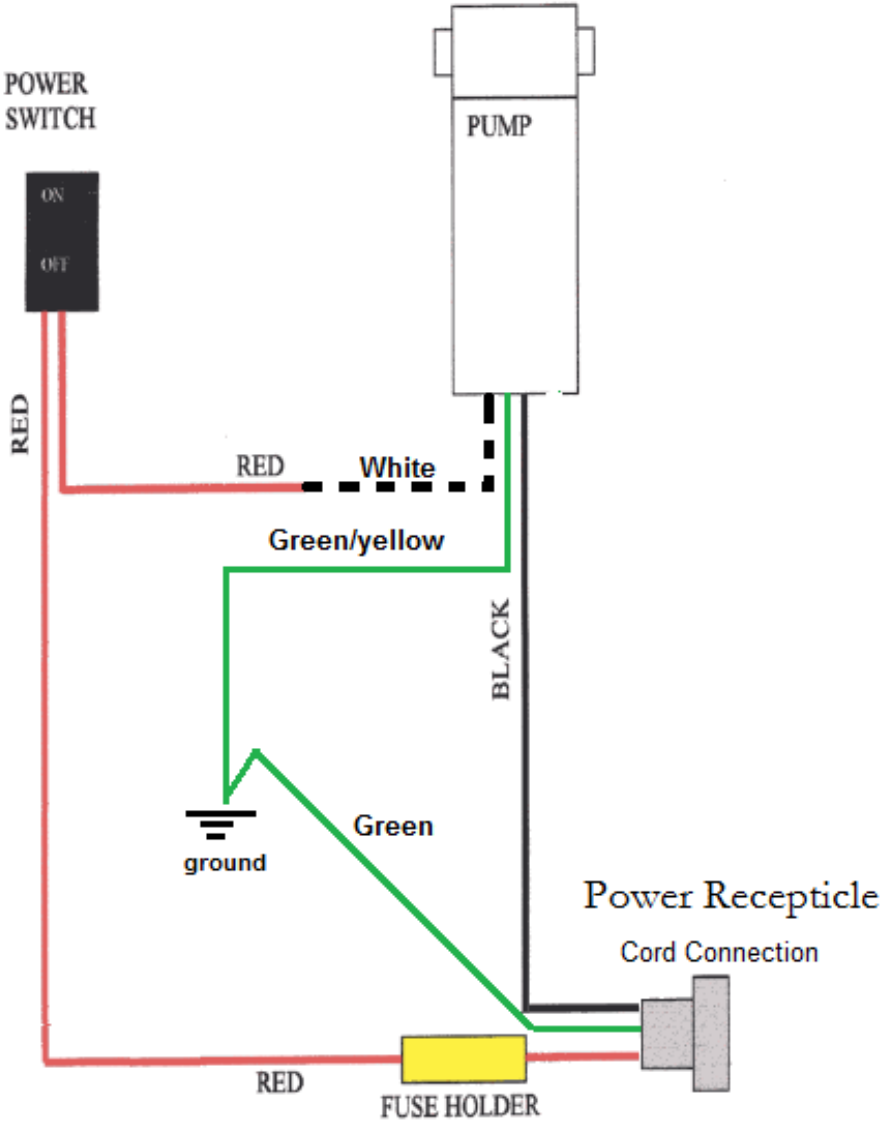 POWER
SWITCH
ON
OFF
PUMP
RED
RED
White
Green/yellow
BLACK
Green
ground
Power Recepticle
Cord Connection
RED
FUSE HOLDER